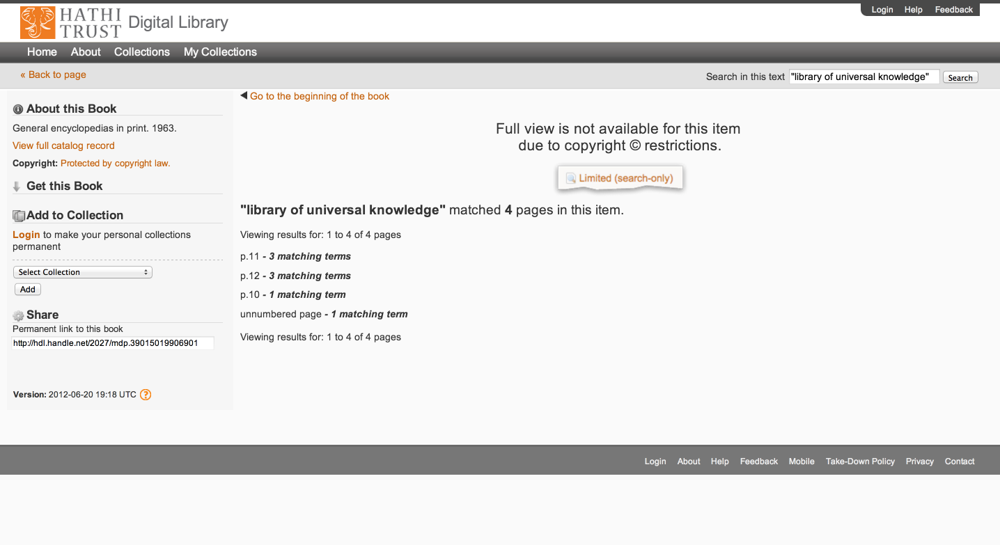 Login Help Feedback
HATHI TRUST Digital Library
Home About Collections My Collections
« Back to page
Search in this text "library of universal knowledge" Search
About this Book
General encyclopedias in print. 1963.
View full catalog record
Copyright: Protected by copyright law.
Get this Book
Add to Collection
Login to make your personal collections
permanent
Select Collection
Add
Share
Permanent link to this book
http://hdl.handle.net/2027/mdp.39015019906901
Version: 2012-06-20 19:18 UTC ?
Go to the beginning of the book
Full view is not available for this item
due to copyright © restrictions.
Limited (search-only)
"library of universal knowledge" matched 4 pages in this item.
Viewing results for: 1 to 4 of 4 pages
p.11 - 3 matching terms
p.12 - 3 matching terms
p.10 - 1 matching term
unnumbered page - 1 matching term
Viewing results for: 1 to 4 of 4 pages
Login About Help Feedback Mobile Take-Down Policy Privacy Contact